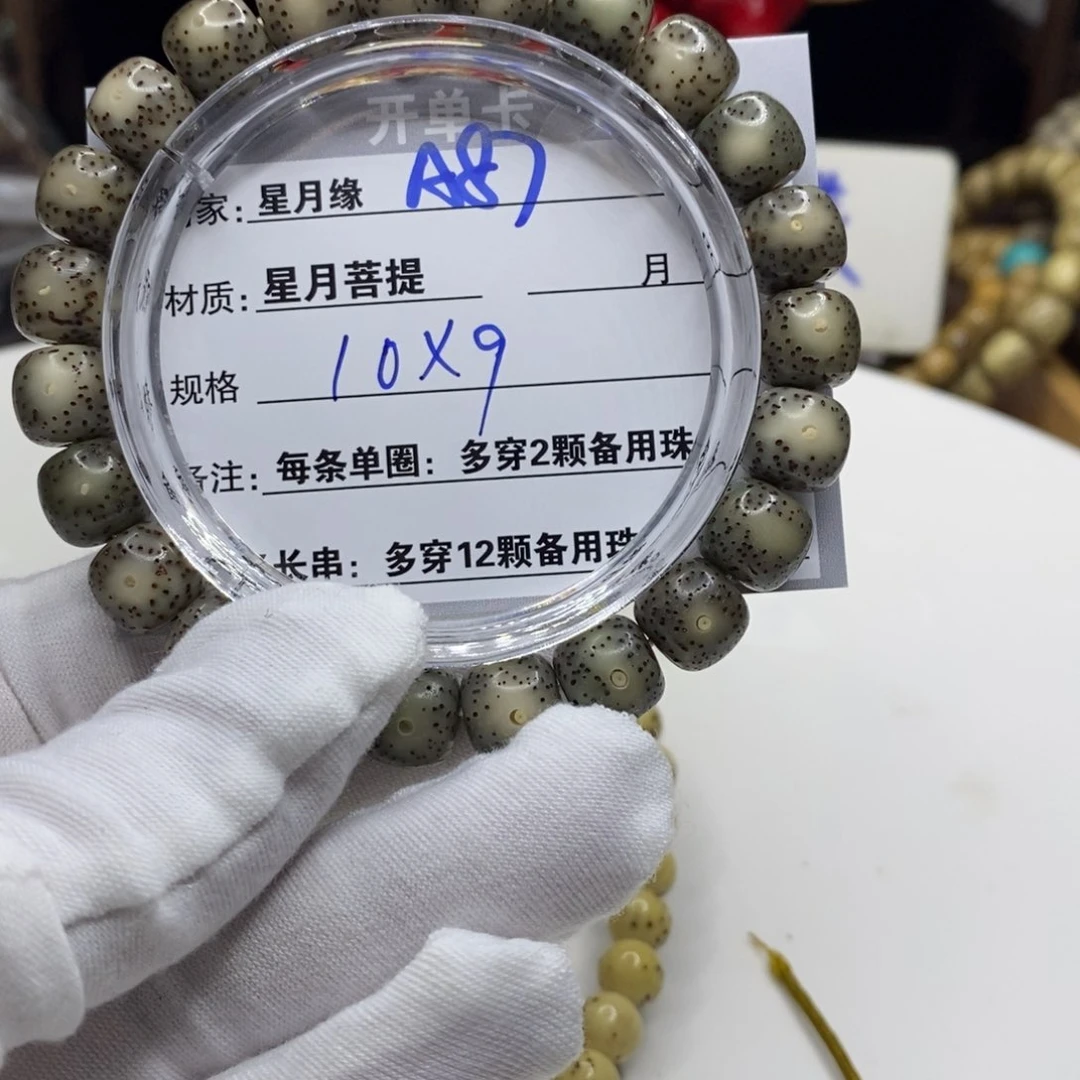 开单卡
家：星月缘 A87
材质：星月菩提 月
规格 10X9
备注：每条单圈：多穿2颗备用珠
长串：多穿12颗备用珠